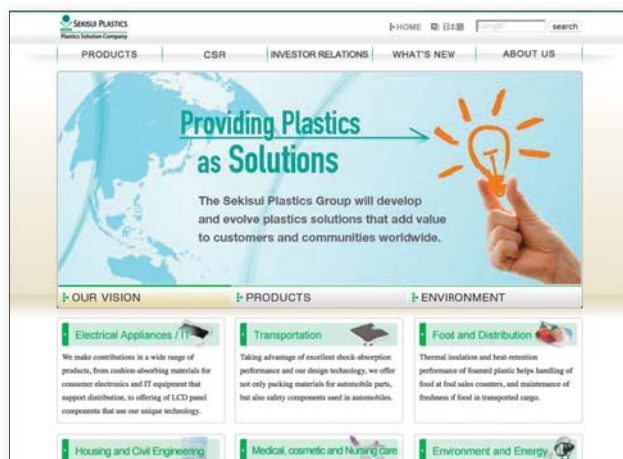 SEKISUI PLASTICS
Plastics Solution Company
HOME 日本語 Google search
PRODUCTS CSR INVESTOR RELATIONS WHAT'S NEW ABOUT US
Providing Plastics
as Solutions
The Sekisui Plastics Group will develop
and evolve plastics solutions that add value
to customers and communities worldwide.
OUR VISION PRODUCTS ENVIRONMENT
Electrical Appliances / IT
We make contributions in a wide range of
products, from cushion-absorbing materials for
consumer electronics and IT equipment that
support distribution, to offering of LCD panel
components that use our unique technology.
Transportation
Taking advantage of excellent shock-absorption
performance and our design technology, we offer
not only packing materials for automobile parts,
but also safety components used in automobiles.
Foot and Distribution
Thermal insulation and heat-retention
performance of foamed plastic helps handling of
food at food sales counters, and maintenance of
freshness if food in transported cargo.
Housing and Civil Engineering
Medical, cosmetic and Nursing care
Environment and Energy